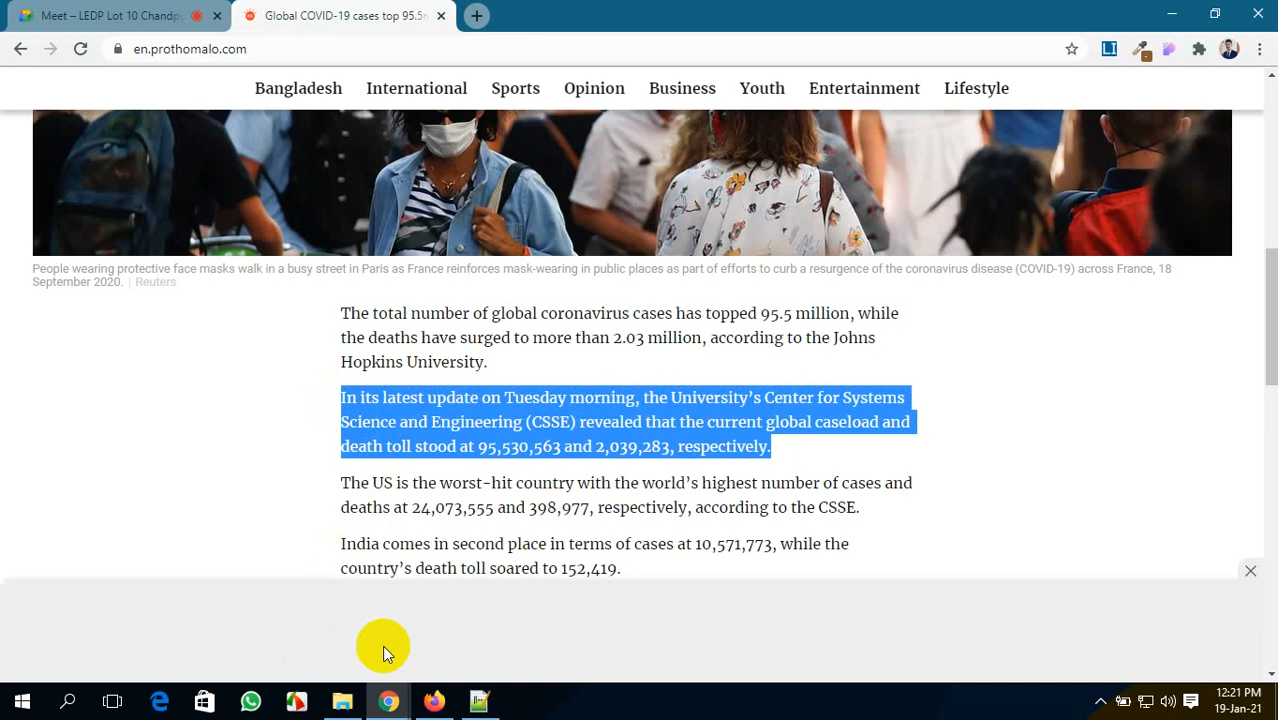 Meet – LEDP Lot 10 Chandp
Global COVID-19 cases top 95.5m
en.prothomalo.com
LI
Bangladesh International Sports Opinion Business Youth Entertainment Lifestyle
People wearing protective face masks walk in a busy street in Paris as France reinforces mask-wearing in public places as part of efforts to curb a resurgence of the coronavirus disease (COVID-19) across France, 18
September 2020. | Reuters
The total number of global coronavirus cases has topped 95.5 million, while
the deaths have surged to more than 2.03 million, according to the Johns
Hopkins University.
In its latest update on Tuesday morning, the University’s Center for Systems
Science and Engineering (CSSE) revealed that the current global caseload and
death toll stood at 95,530,563 and 2,039,283, respectively.
The US is the worst-hit country with the world’s highest number of cases and
deaths at 24,073,555 and 398,977, respectively, according to the CSSE.
India comes in second place in terms of cases at 10,571,773, while the
country’s death toll soared to 152,419.
12:21 PM
19-Jan-21